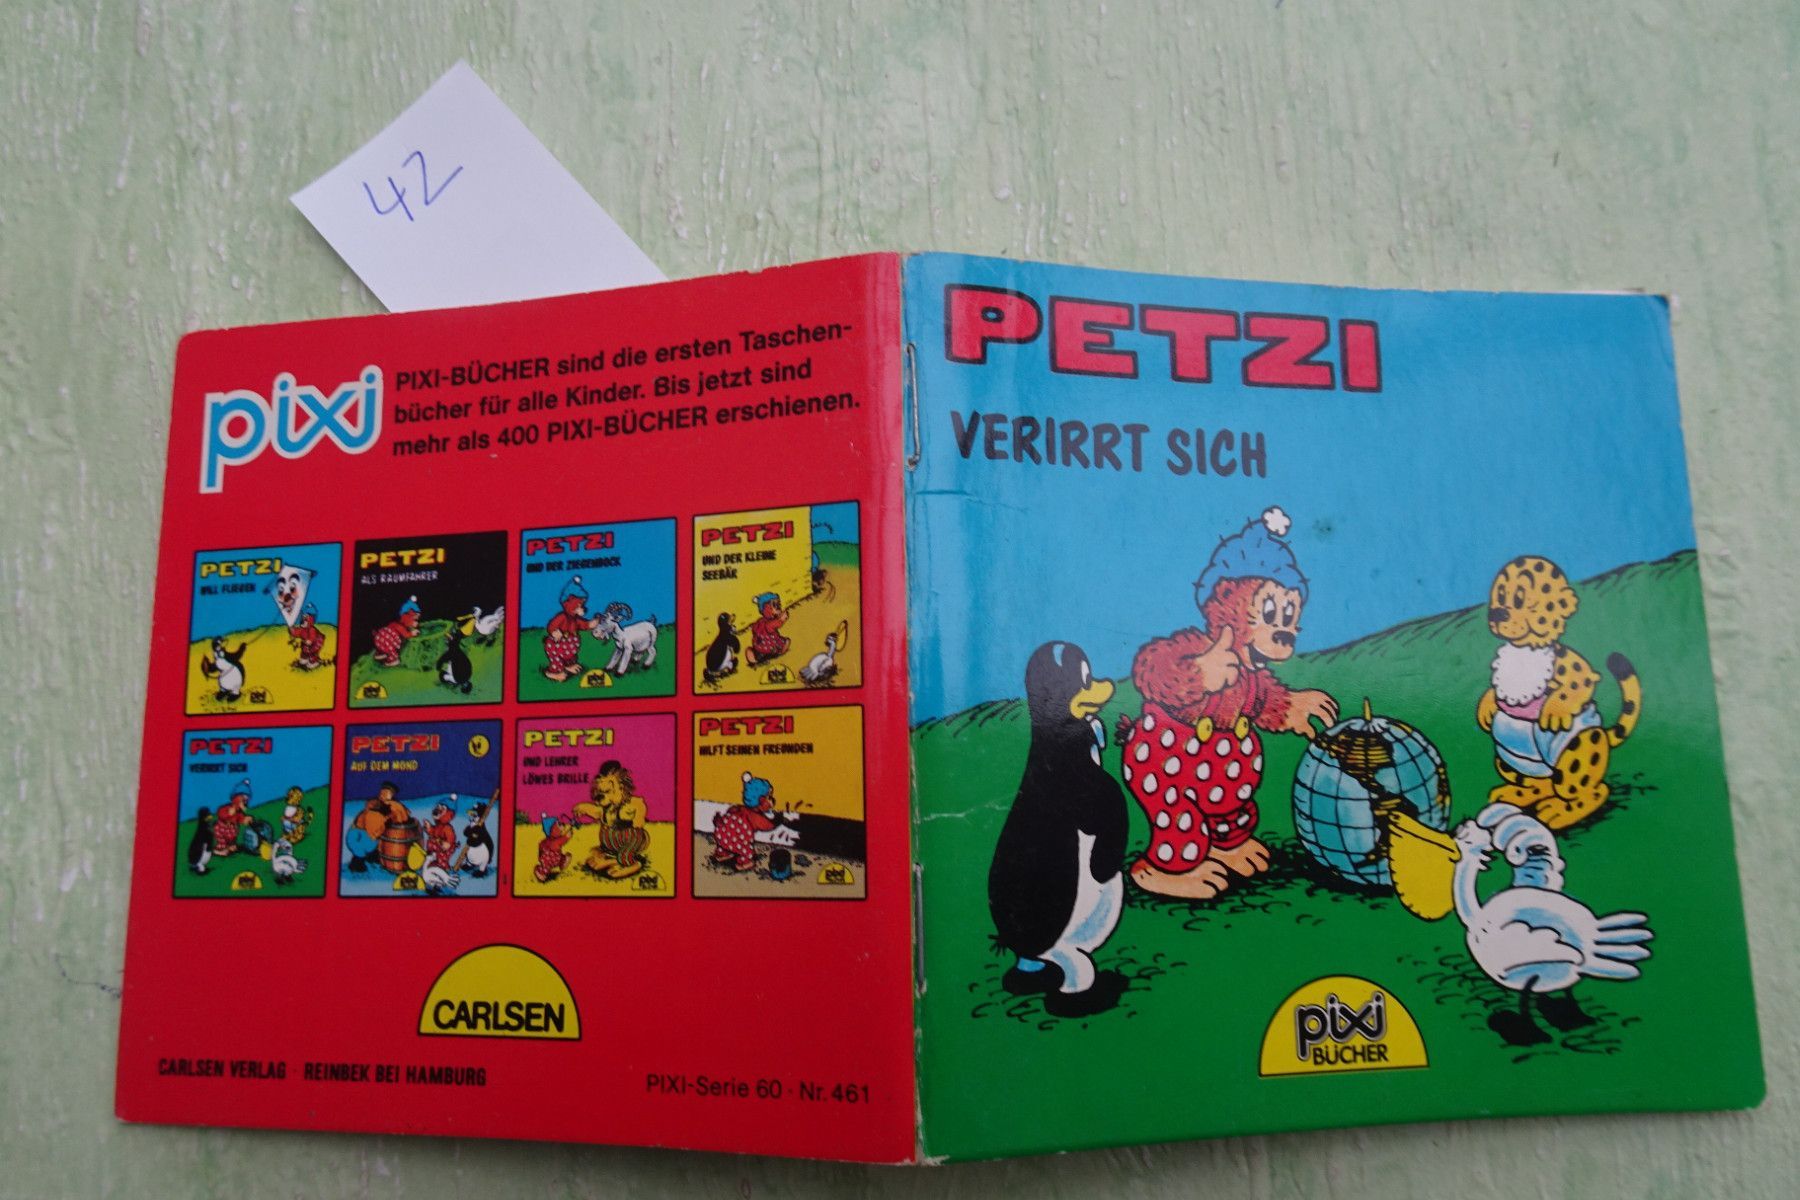 42
pixi
PIXI-BÜCHER sind die ersten Taschen-
bücher für alle Kinder. Bis jetzt sind
mehr als 400 PIXI-BÜCHER erschienen.
PETZI
WILL FLIEGEN
PETZI
ALS RAUMFAHRER
PETZI
UND DER ZIEGENBOCK
PETZI
UND DER KLEINE
SEEBÄR
PETZI
VERIRRT SICH
PETZI
AUF DEM MOND
PETZI
UND LEHRER
LÖWES BRILLE
PETZI
HILFT SEINEN FREUNDEN
CARLSEN
CARLSEN VERLAG · REINBEK BEI HAMBURG
PIXI-Serie 60 · Nr. 461
PETZI
VERIRRT SICH
pixi
BÜCHER